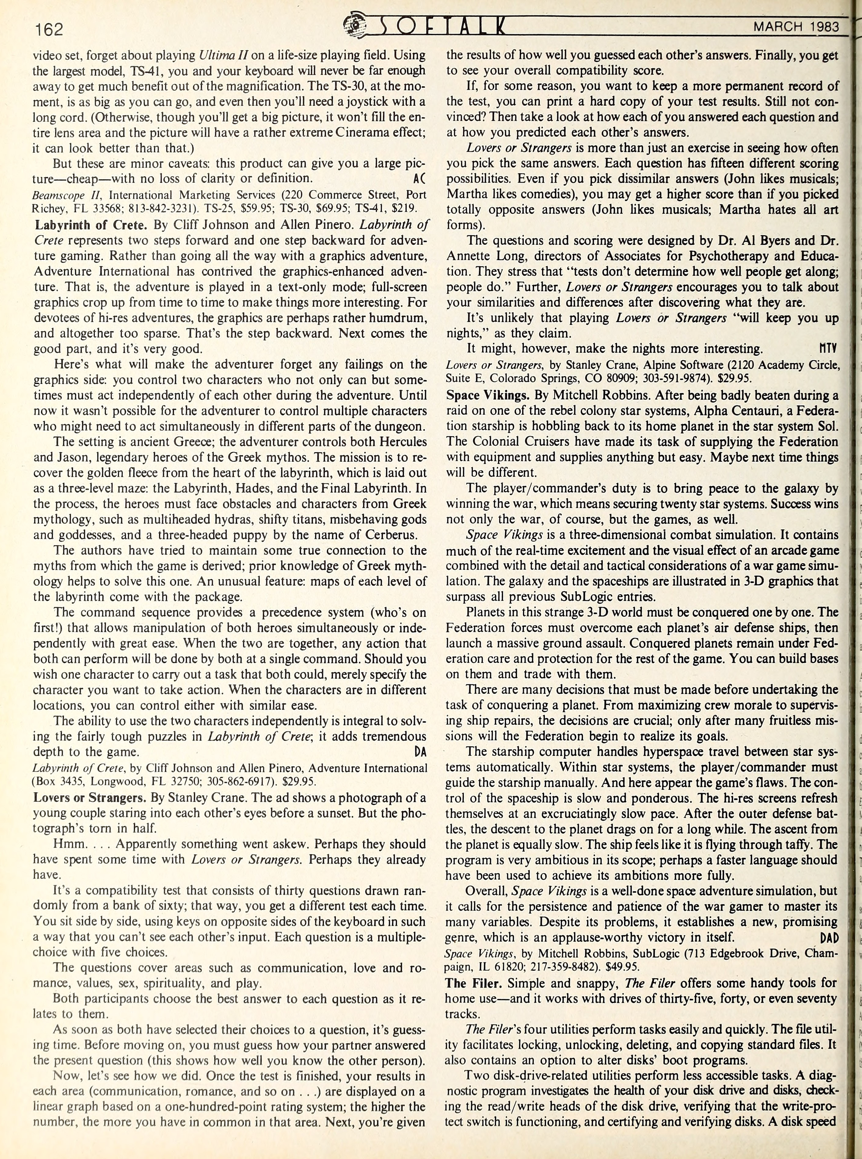 162
SOFTALK
MARCH 1983
video set, forget about playing Ultima II on a life-size playing field. Using
the largest model, TS-41, you and your keyboard will never be far enough
away to get much benefit out of the magnification. The TS-30, at the mo-
ment, is as big as you can go, and even then you'll need a joystick with a
long cord. (Otherwise, though you'll get a big picture, it won't fill the en-
tire lens area and the picture will have a rather extreme Cinerama effect;
it can look better than that.)
But these are minor caveats: this product can give you a large pic-
ture—cheap—with no loss of clarity or definition. AC
Beamscope II, International Marketing Services (220 Commerce Street, Port
Richey, FL 33568; 813-842-3231). TS-25, $59.95; TS-30, $69.95; TS-41, $219.
Labyrinth of Crete. By Cliff Johnson and Allen Pinero. Labyrinth of
Crete represents two steps forward and one step backward for adven-
ture gaming. Rather than going all the way with a graphics adventure,
Adventure International has contrived the graphics-enhanced adven-
ture. That is, the adventure is played in a text-only mode; full-screen
graphics crop up from time to time to make things more interesting. For
devotees of hi-res adventures, the graphics are perhaps rather humdrum,
and altogether too sparse. That's the step backward. Next comes the
good part, and it's very good.
Here's what will make the adventurer forget any failings on the
graphics side: you control two characters who not only can but some-
times must act independently of each other during the adventure. Until
now it wasn't possible for the adventurer to control multiple characters
who might need to act simultaneously in different parts of the dungeon.
The setting is ancient Greece; the adventurer controls both Hercules
and Jason, legendary heroes of the Greek mythos. The mission is to re-
cover the golden fleece from the heart of the labyrinth, which is laid out
as a three-level maze: the Labyrinth, Hades, and the Final Labyrinth. In
the process, the heroes must face obstacles and characters from Greek
mythology, such as multiheaded hydras, shifty titans, misbehaving gods
and goddesses, and a three-headed puppy by the name of Cerberus.
The authors have tried to maintain some true connection to the
myths from which the game is derived; prior knowledge of Greek myth-
ology helps to solve this one. An unusual feature: maps of each level of
the labyrinth come with the package.
The command sequence provides a precedence system (who's on
first!) that allows manipulation of both heroes simultaneously or inde-
pendently with great ease. When the two are together, any action that
both can perform will be done by both at a single command. Should you
wish one character to carry out a task that both could, merely specify the
character you want to take action. When the characters are in different
locations, you can control either with similar ease.
The ability to use the two characters independently is integral to solv-
ing the fairly tough puzzles in Labyrinth of Crete; it adds tremendous
depth to the game. DA
Labyrinth of Crete, by Cliff Johnson and Allen Pinero, Adventure International
(Box 3435, Longwood, FL 32750; 305-862-6917). $29.95.
Lovers or Strangers. By Stanley Crane. The ad shows a photograph of a
young couple staring into each other's eyes before a sunset. But the pho-
tograph's torn in half.
Hmm. . . . Apparently something went askew. Perhaps they should
have spent some time with Lovers or Strangers. Perhaps they already
have.
It's a compatibility test that consists of thirty questions drawn ran-
domly from a bank of sixty; that way, you get a different test each time.
You sit side by side, using keys on opposite sides of the keyboard in such
a way that you can't see each other's input. Each question is a multiple-
choice with five choices.
The questions cover areas such as communication, love and ro-
mance, values, sex, spirituality, and play.
Both participants choose the best answer to each question as it re-
lates to them.
As soon as both have selected their choices to a question, it's guess-
ing time. Before moving on, you must guess how your partner answered
the present question (this shows how well you know the other person).
Now, let's see how we did. Once the test is finished, your results in
each area (communication, romance, and so on . . .) are displayed on a
linear graph based on a one-hundred-point rating system; the higher the
number, the more you have in common in that area. Next, you're given
the results of how well you guessed each other's answers. Finally, you get
to see your overall compatibility score.
If, for some reason, you want to keep a more permanent record of
the test, you can print a hard copy of your test results. Still not con-
vinced? Then take a look at how each of you answered each question and
at how you predicted each other's answers.
Lovers or Strangers is more than just an exercise in seeing how often
you pick the same answers. Each question has fifteen different scoring
possibilities. Even if you pick dissimilar answers (John likes musicals;
Martha likes comedies), you may get a higher score than if you picked
totally opposite answers (John likes musicals; Martha hates all art
forms).
The questions and scoring were designed by Dr. Al Byers and Dr.
Annette Long, directors of Associates for Psychotherapy and Educa-
tion. They stress that "tests don't determine how well people get along;
people do." Further, Lovers or Strangers encourages you to talk about
your similarities and differences after discovering what they are.
It's unlikely that playing Lovers or Strangers "will keep you up
nights," as they claim.
It might, however, make the nights more interesting. MTV
Lovers or Strangers, by Stanley Crane, Alpine Software (2120 Academy Circle,
Suite E, Colorado Springs, CO 80909; 303-591-9874). $29.95.
Space Vikings. By Mitchell Robbins. After being badly beaten during a
raid on one of the rebel colony star systems, Alpha Centauri, a Federa-
tion starship is hobbling back to its home planet in the star system Sol.
The Colonial Cruisers have made its task of supplying the Federation
with equipment and supplies anything but easy. Maybe next time things
will be different.
The player/commander's duty is to bring peace to the galaxy by
winning the war, which means securing twenty star systems. Success wins
not only the war, of course, but the games, as well.
Space Vikings is a three-dimensional combat simulation. It contains
much of the real-time excitement and the visual effect of an arcade game
combined with the detail and tactical considerations of a war game simu-
lation. The galaxy and the spaceships are illustrated in 3-D graphics that
surpass all previous SubLogic entries.
Planets in this strange 3-D world must be conquered one by one. The
Federation forces must overcome each planet's air defense ships, then
launch a massive ground assault. Conquered planets remain under Fed-
eration care and protection for the rest of the game. You can build bases
on them and trade with them.
There are many decisions that must be made before undertaking the
task of conquering a planet. From maximizing crew morale to supervis-
ing ship repairs, the decisions are crucial; only after many fruitless mis-
sions will the Federation begin to realize its goals.
The starship computer handles hyperspace travel between star sys-
tems automatically. Within star systems, the player/commander must
guide the starship manually. And here appear the game's flaws. The con-
trol of the spaceship is slow and ponderous. The hi-res screens refresh
themselves at an excruciatingly slow pace. After the outer defense bat-
tles, the descent to the planet drags on for a long while. The ascent from
the planet is equally slow. The ship feels like it is flying through taffy. The
program is very ambitious in its scope; perhaps a faster language should
have been used to achieve its ambitions more fully.
Overall, Space Vikings is a well-done space adventure simulation, but
it calls for the persistence and patience of the war gamer to master its
many variables. Despite its problems, it establishes a new, promising
genre, which is an applause-worthy victory in itself. DAD
Space Vikings, by Mitchell Robbins, SubLogic (713 Edgebrook Drive, Cham-
paign, IL 61820; 217-359-8482). $49.95.
The Filer. Simple and snappy, The Filer offers some handy tools for
home use—and it works with drives of thirty-five, forty, or even seventy
tracks.
The Filer's four utilities perform tasks easily and quickly. The file util-
ity facilitates locking, unlocking, deleting, and copying standard files. It
also contains an option to alter disks' boot programs.
Two disk-drive-related utilities perform less accessible tasks. A diag-
nostic program investigates the health of your disk drive and disks, check-
ing the read/write heads of the disk drive, verifying that the write-pro-
tect switch is functioning, and certifying and verifying disks. A disk speed